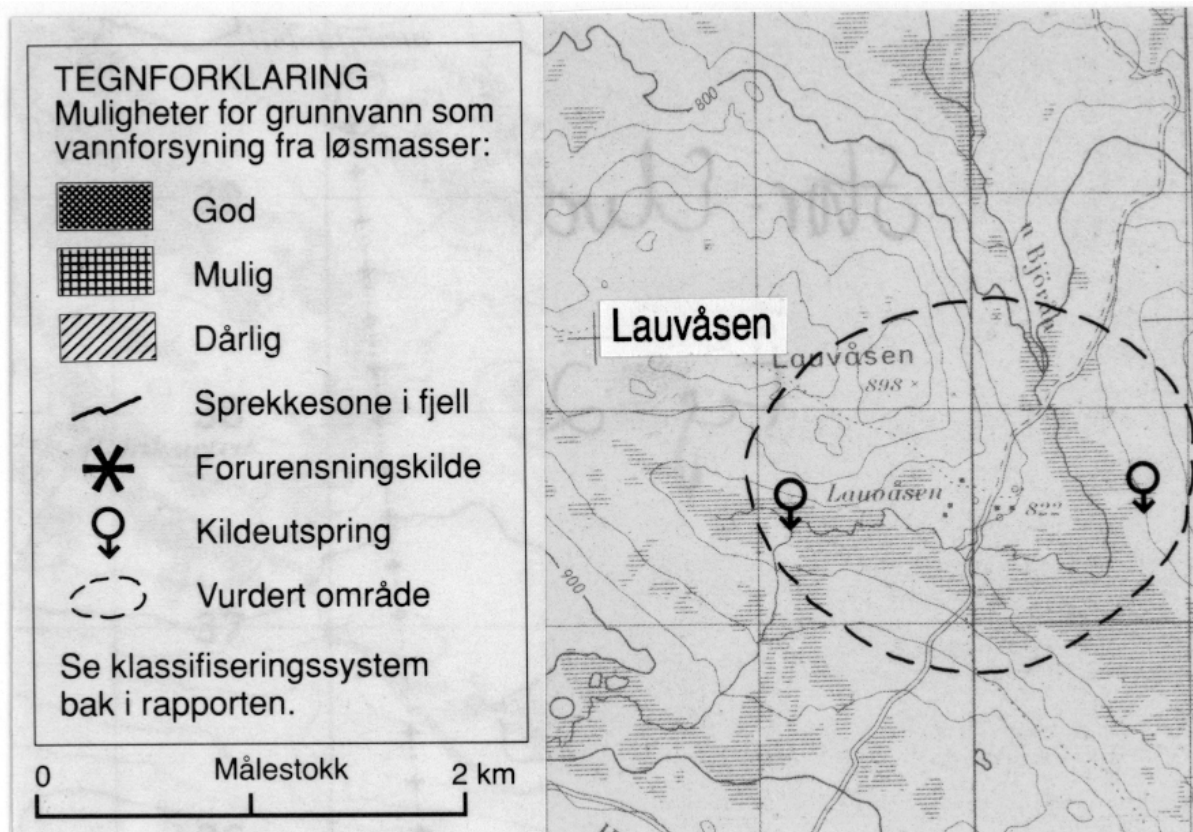 TEGNFORKLARING
Muligheter for grunnvann som
vannforsyning fra løsmasser:
God
Mulig
Dårlig
Sprekkesone i fjell
Forurensningskilde
Kildeutspring
Vurdert område
Se klassifiseringssystem
bak i rapporten.
0 Målestokk 2 km
800
Lauvåsen
Lauvåsen
898
Lauvåsen
822
900